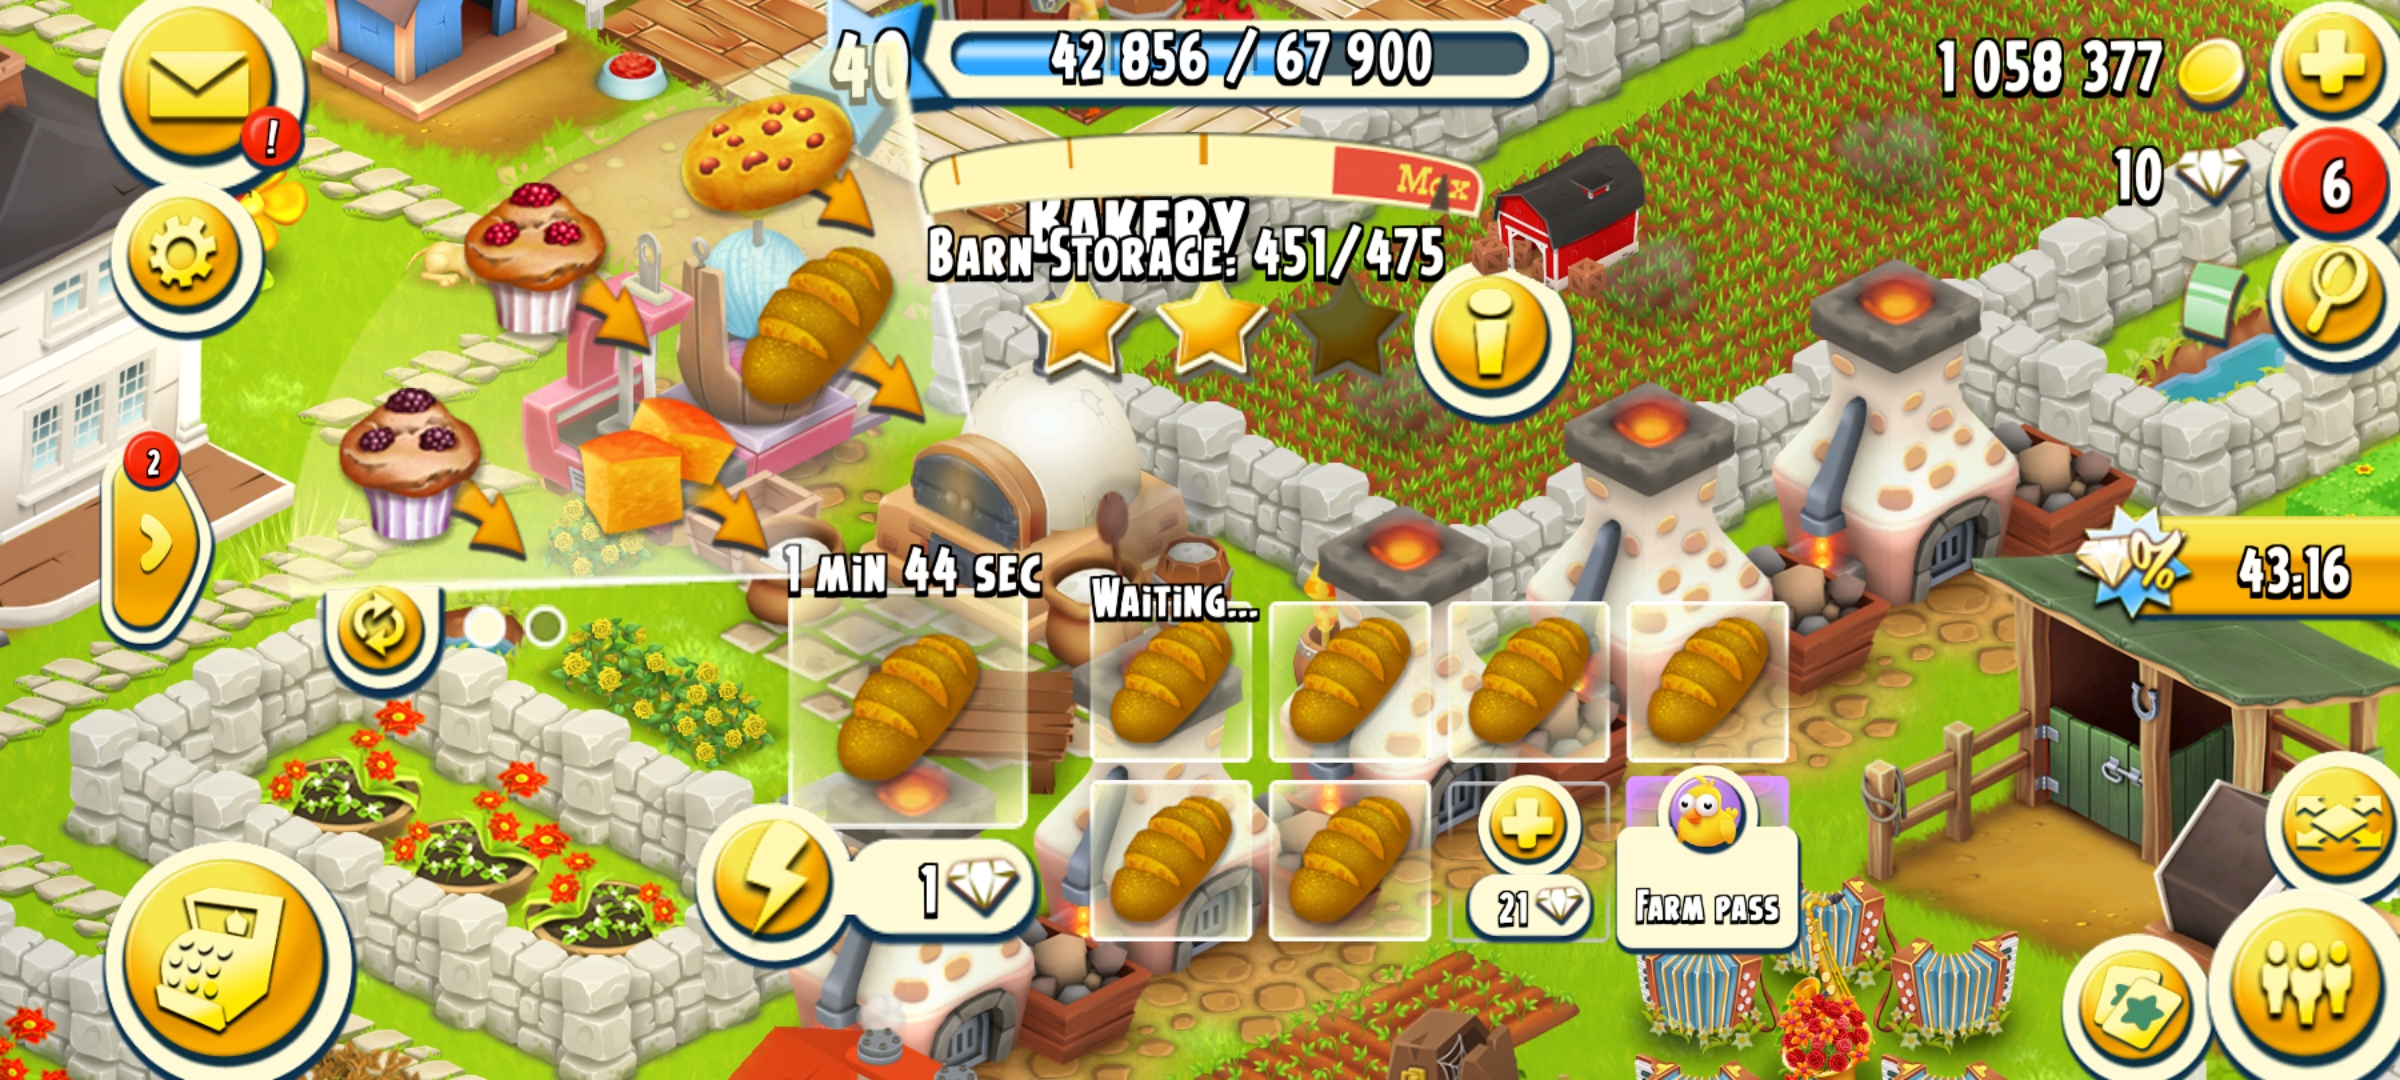 40
42 856 / 67 900
1 058 377
!
Max
10
6
BAKERY
BARN STORAGE: 451/475
2
1 MIN 44 SEC
WAITING...
%
43:16
1
21
FARM PASS